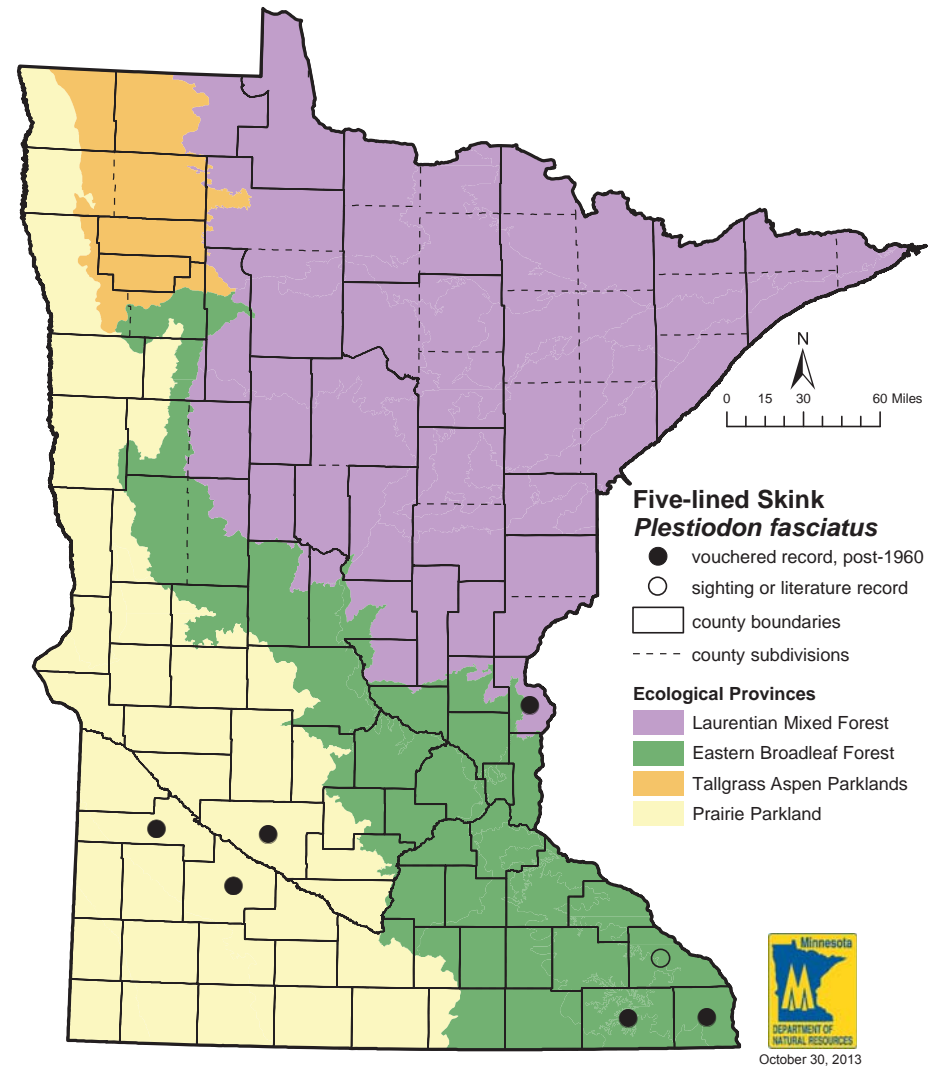 N
0 15 30 60 Miles
Five-lined Skink
Plestiodon fasciatus
vouchered record, post-1960
sighting or literature record
county boundaries
county subdivisions
Ecological Provinces
Laurentian Mixed Forest
Eastern Broadleaf Forest
Tallgrass Aspen Parklands
Prairie Parkland
Minnesota
M
DEPARTMENT OF
NATURAL RESOURCES
October 30, 2013